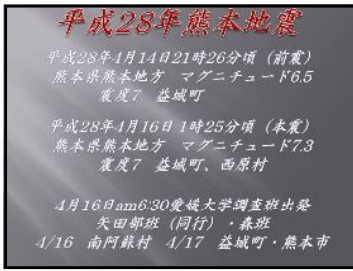 平成28年熊本地震
平成28年4月14日21時26分頃（前震）
熊本県熊本地方　マグニチュード6.5
震度7　益城町
平成28年4月16日1時25分頃（本震）
熊本県熊本地方　マグニチュード7.3
震度7　益城町、西原村
4月16日am6:30愛媛大学調査班出発
矢田部班（同行）・森班
4/16　南阿蘇村　4/17　益城町・熊本市